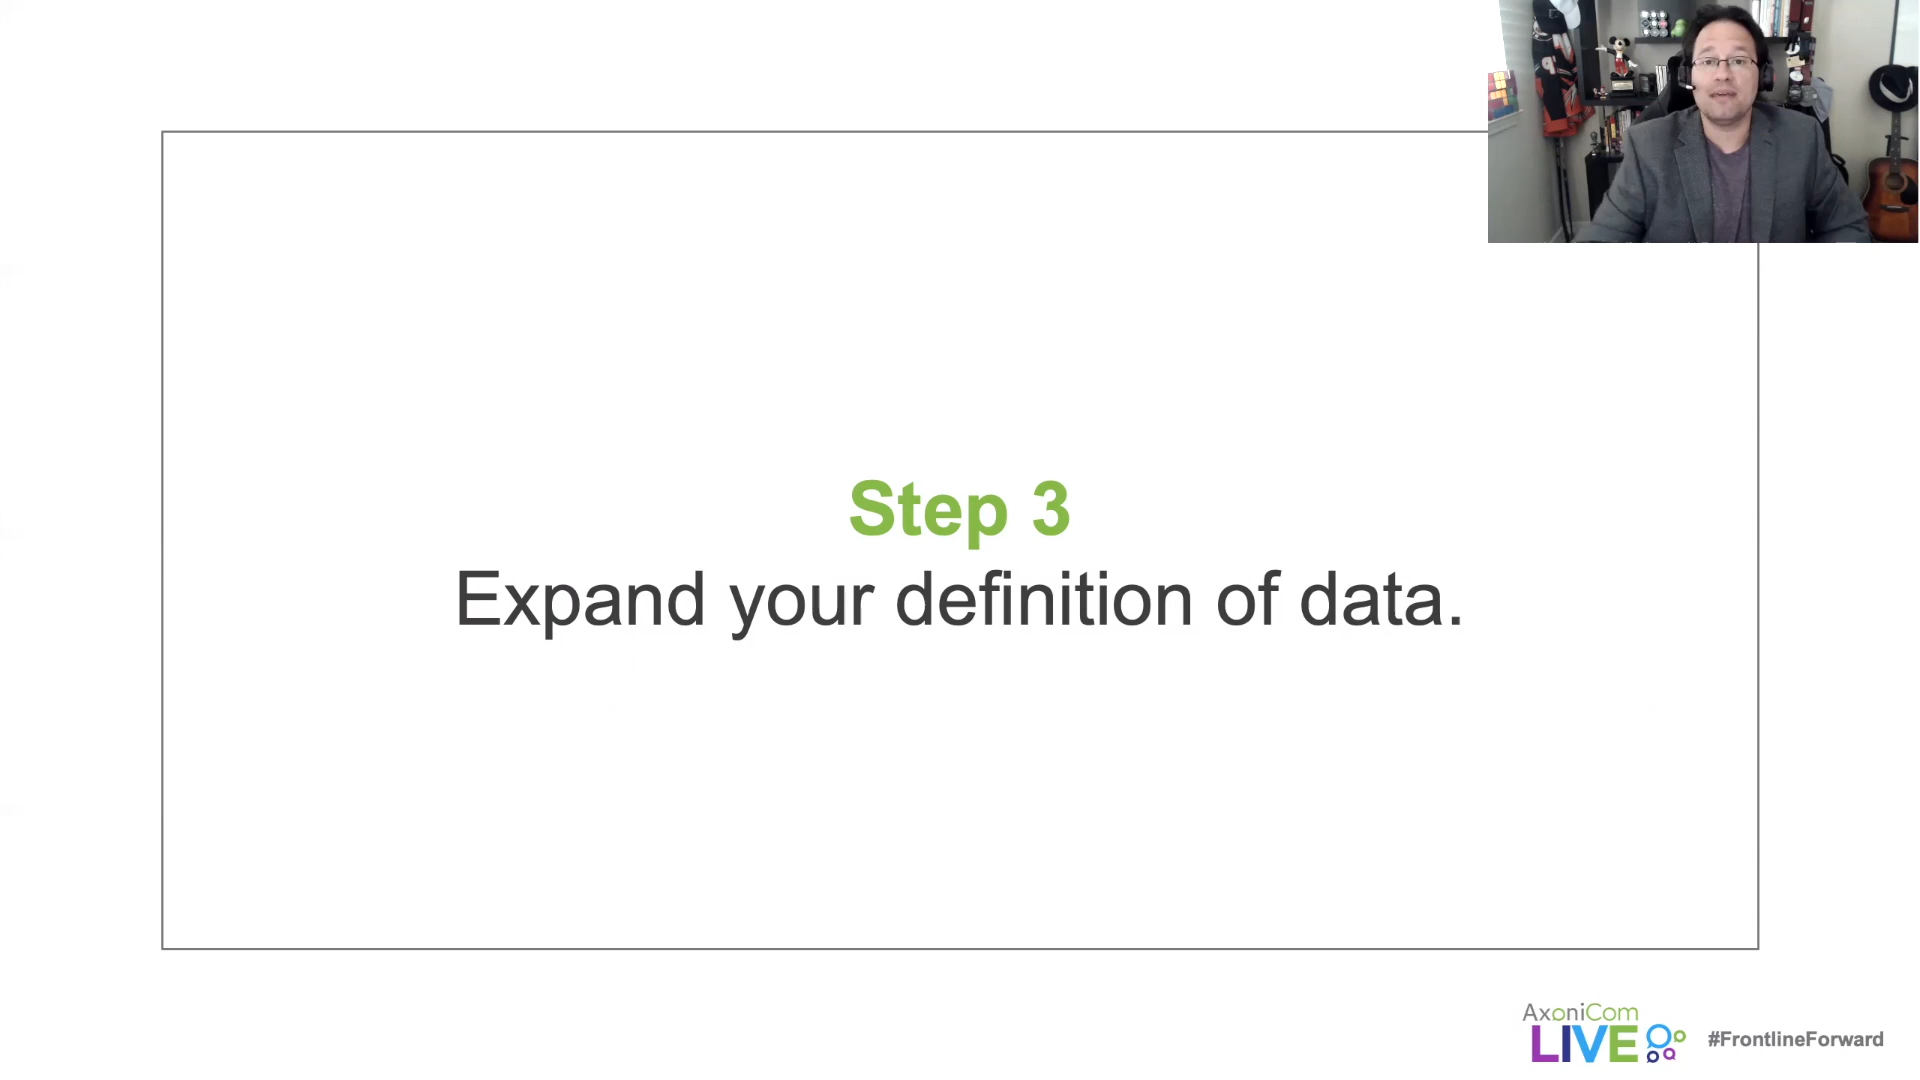 Step 3
Expand your definition of data.
AxoniCom
LIVE
#FrontlineForward